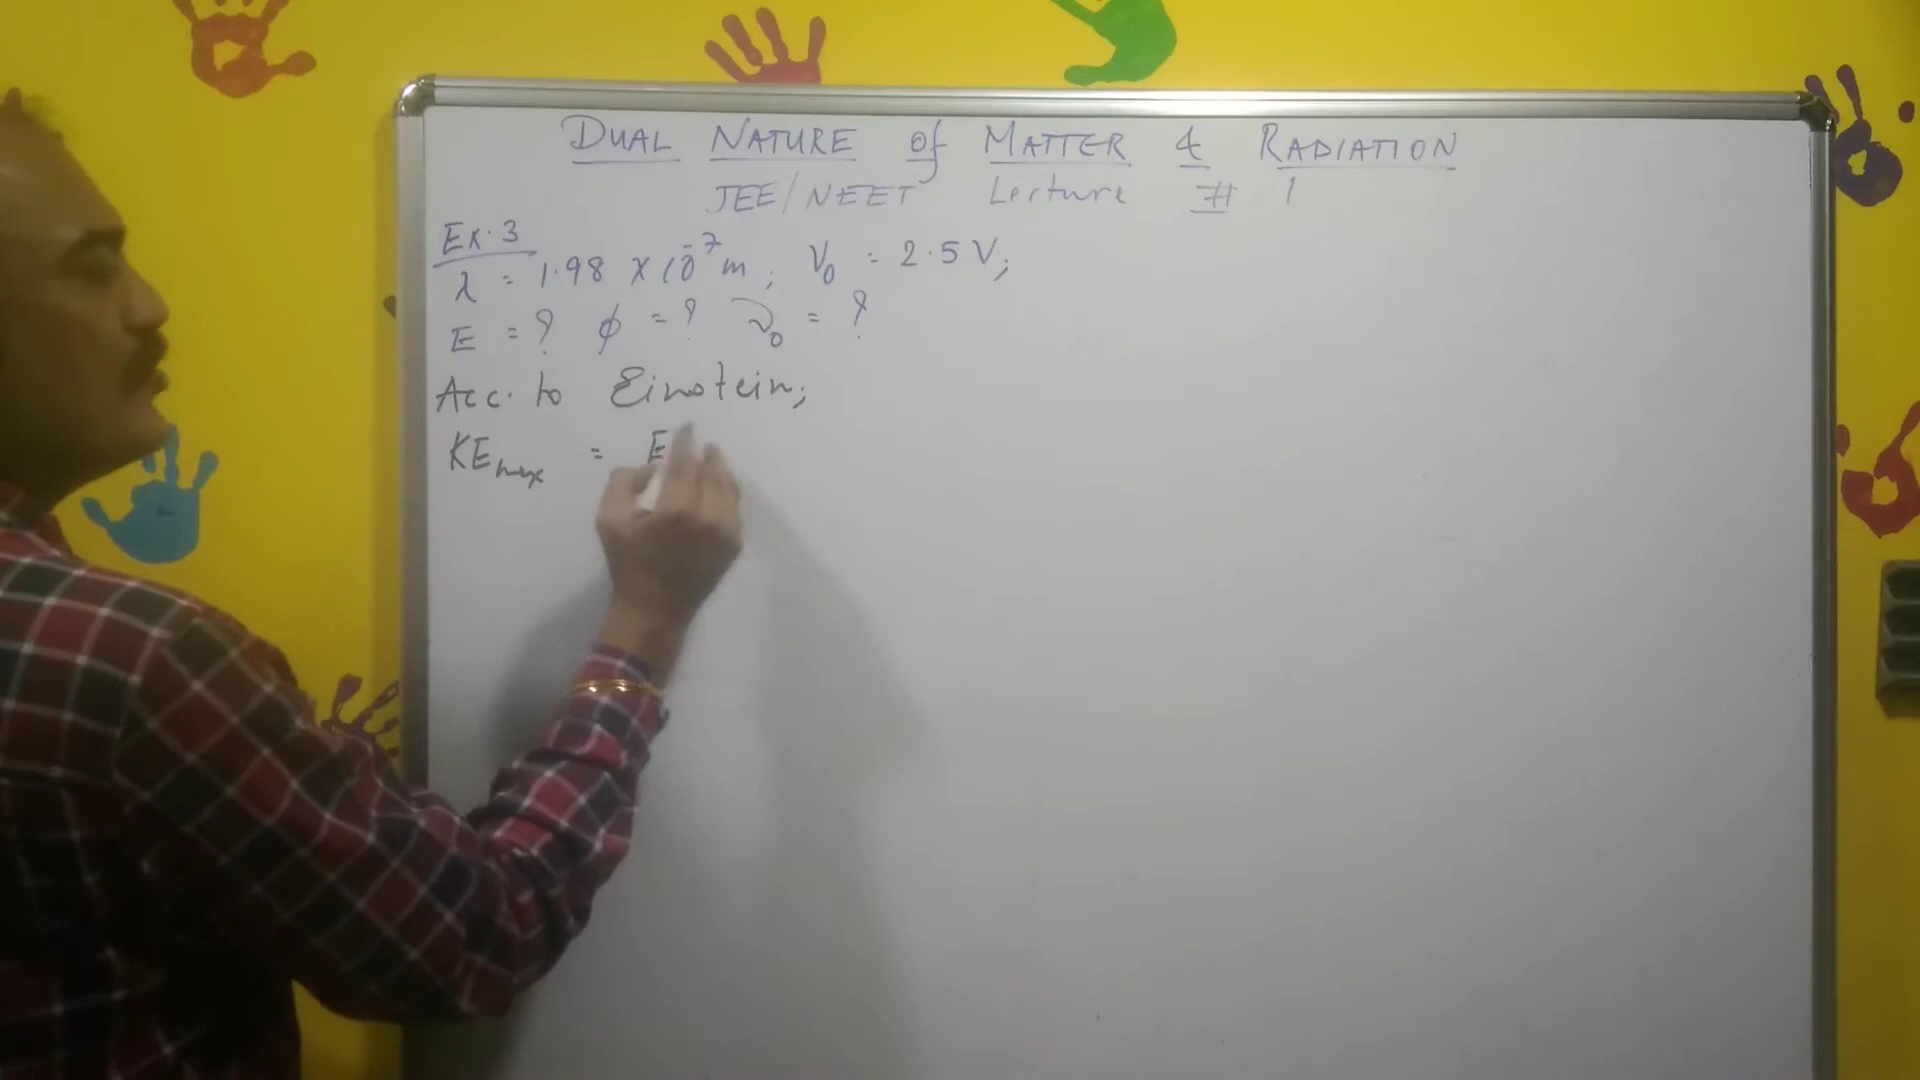 DUAL NATURE of MATTER & RADIATION
JEE/NEET Lecture # 1
Ex. 3
λ = 1.98 × 10⁻⁷ m, V₀ = 2.5 V;
E = ? ϕ = ? ν₀ = ?
Acc. to Einstein;
KEmax = E